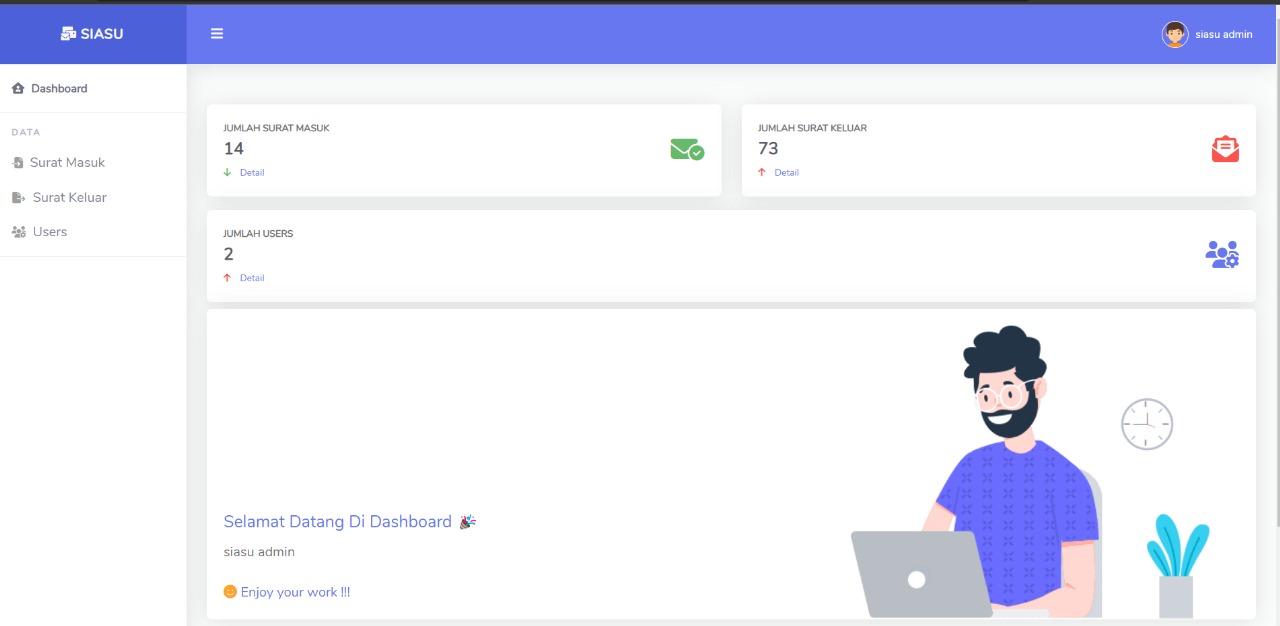 SIASU
siasu admin
Dashboard
DATA
Surat Masuk
Surat Keluar
Users
JUMLAH SURAT MASUK
14
Detail
JUMLAH SURAT KELUAR
73
Detail
JUMLAH USERS
2
Detail
Selamat Datang Di Dashboard 🎉
siasu admin
😊 Enjoy your work !!!